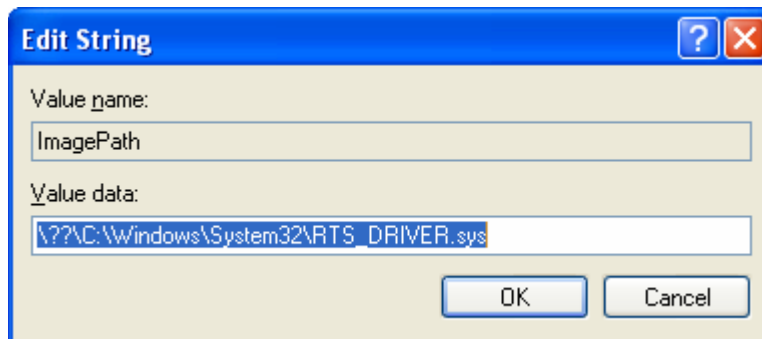 Edit String
Value name:
ImagePath
Value data:
\??\C:\Windows\System32\RTS_DRIVER.sys
OK
Cancel